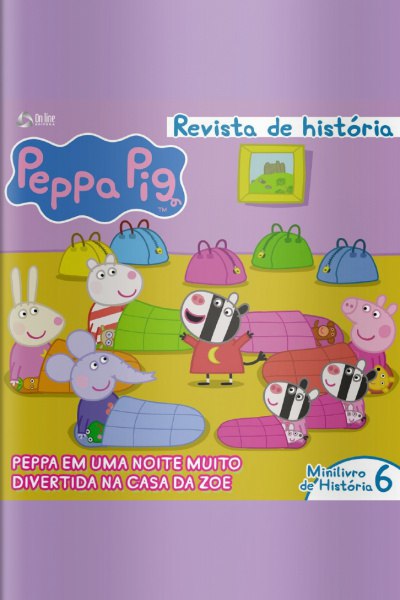 On line
EDITORA
Revista de história
Peppa Pig
TM
PEPPA EM UMA NOITE MUITO
DIVERTIDA NA CASA DA ZOE
Minilivro
de História 6